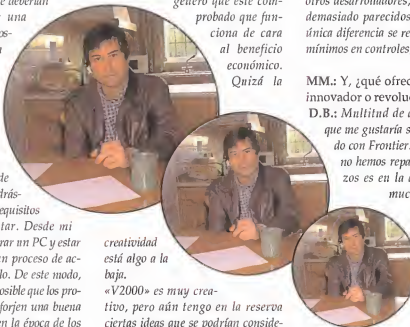 e deberían
una
os-
de
drás-
equisitos
tar. Desde mi
rar un PC y estar
n proceso de ac-
lo. De este modo,
osible que los pro-
forjen una buena
en la época de los
género que esté com-
probado que fun-
ciona de cara
al beneficio
económico.
Quizá la
creatividad
está algo a la
baja.
«V2000» es muy crea-
tivo, pero aún tengo en la reserva
ciertas ideas que se podrían conside-
otros desarrolladores,
demasiado parecidos
única diferencia se re
mínimos en controles
MM.: Y, ¿qué ofrec
innovador o revoluc
D.B.: Multitud de
que me gustaría s
do con Frontier.
no hemos repa
zos es en la
muc